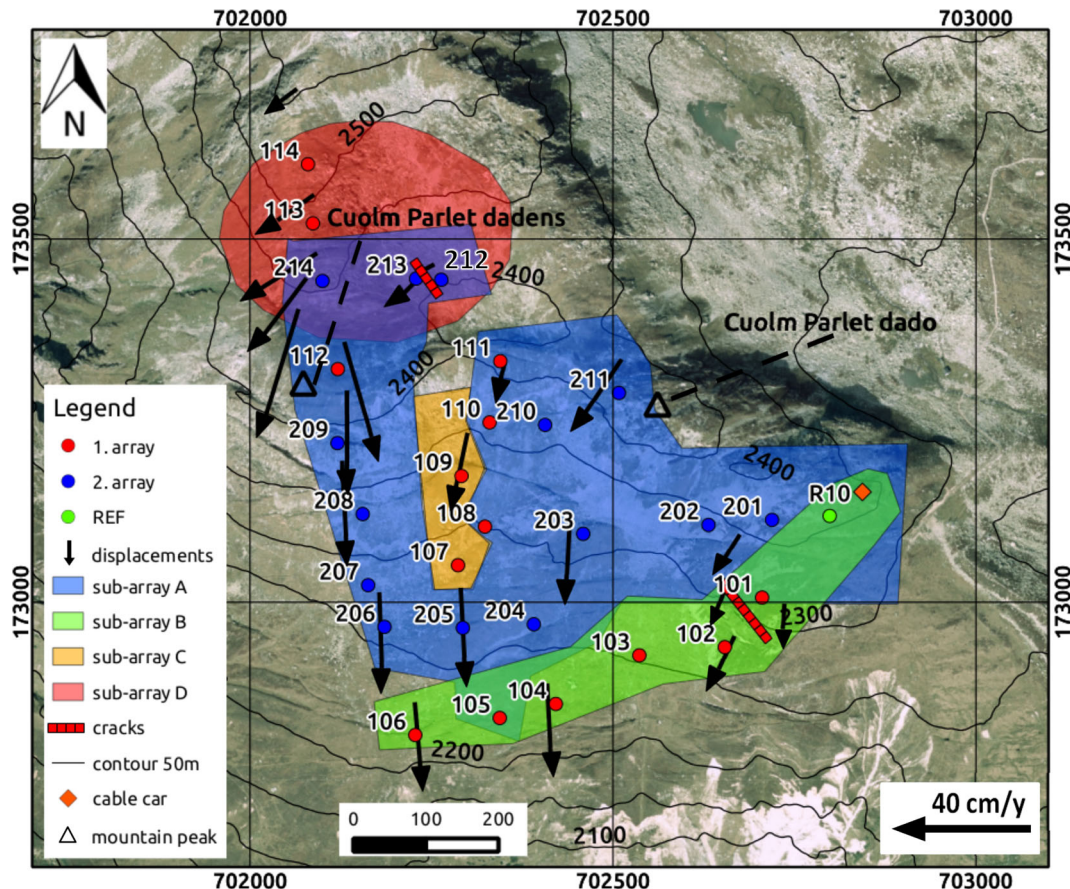 702000 702500 703000
N
2500
114
113
Cuolm Parlet dadens
173500
173500
214
213
212
2400
Cuolm Parlet dado
112
111
2400
211
110
210
Legend
1. array
2. array
REF
displacements
sub-array A
sub-array B
sub-array C
sub-array D
cracks
contour 50m
cable car
mountain peak
209
109
2400
R10
208
108
203
202
201
107
207
101
173000
173000
206
205
204
2300
103
102
105
104
106
2200
0 100 200
40 cm/y
2100
702000 702500 703000